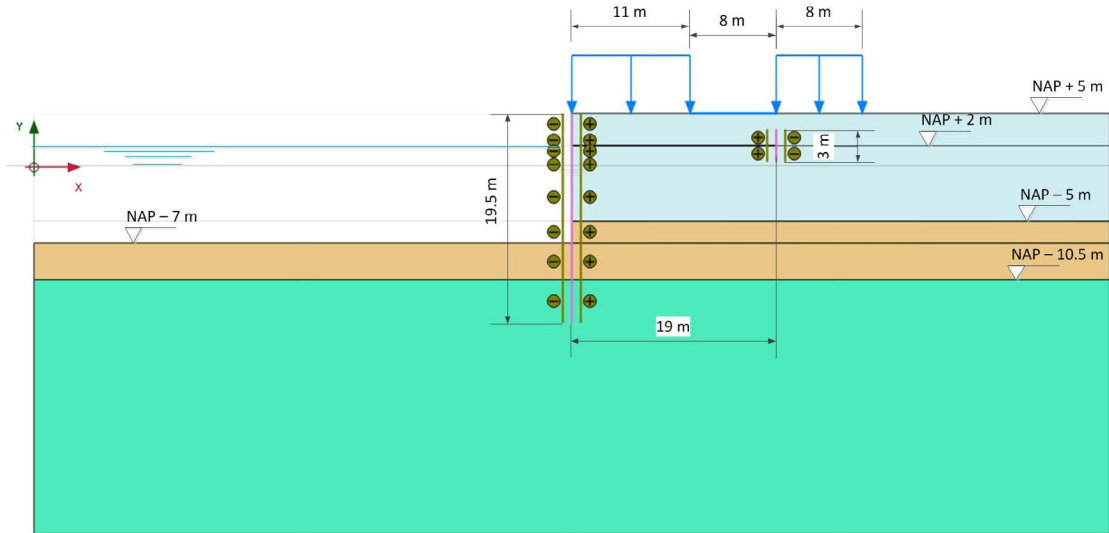 11 m
8 m
8 m
NAP + 5 m
NAP + 2 m
Y
X
3 m
19.5 m
NAP – 7 m
NAP – 5 m
NAP – 10.5 m
19 m